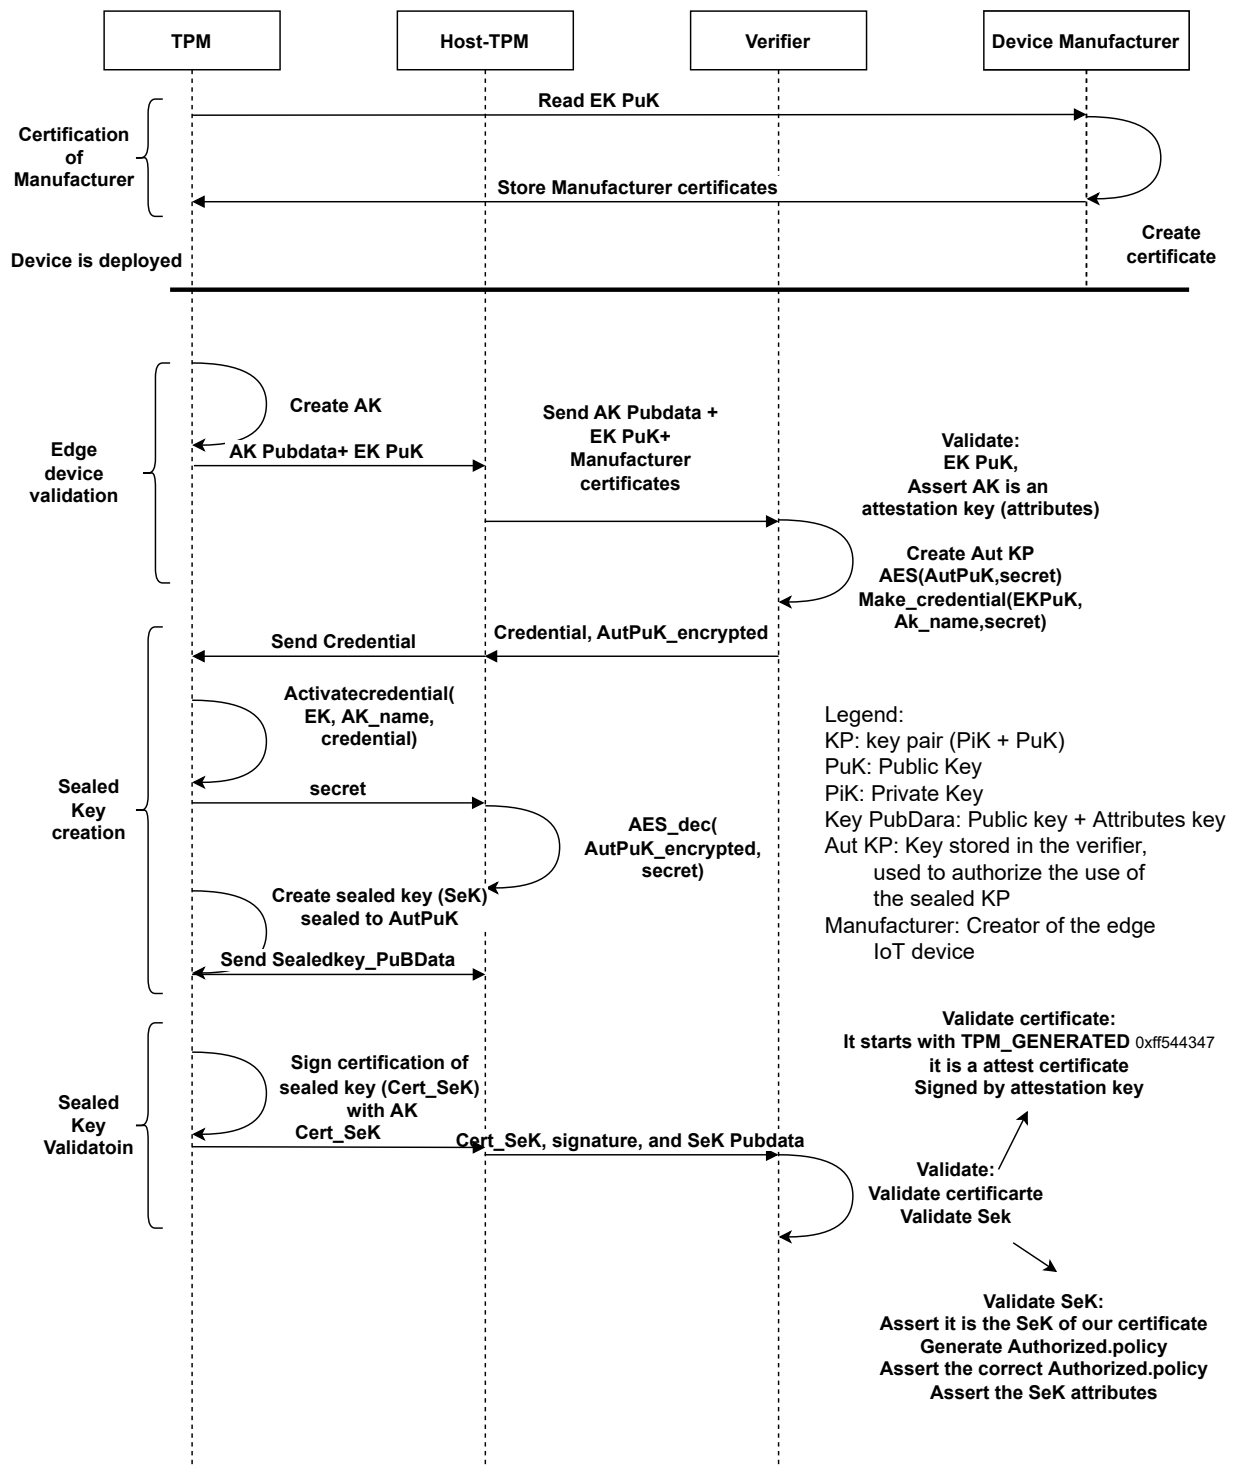 TPM
Host-TPM
Verifier
Device Manufacturer
Read EK PuK
Certification
of
Manufacturer
Store Manufacturer certificates
Create
certificate
Device is deployed
Create AK
AK Pubdata+ EK PuK
Send AK Pubdata +
EK PuK+
Manufacturer
certificates
Edge
device
validation
Validate:
EK PuK,
Assert AK is an
attestation key (attributes)
Create Aut KP
AES(AutPuK,secret)
Make_credential(EKPuK,
Ak_name,secret)
Credential, AutPuK_encrypted
Send Credential
Activatecredential(
EK, AK_name,
credential)
Sealed
Key
creation
secret
AES_dec(
AutPuK_encrypted,
secret)
Create sealed key (SeK)
sealed to AutPuK
Send Sealedkey_PuBData
Legend:
KP: key pair (PiK + PuK)
PuK: Public Key
PiK: Private Key
Key PubDara: Public key + Attributes key
Aut KP: Key stored in the verifier,
used to authorize the use of
the sealed KP
Manufacturer: Creator of the edge
IoT device
Sealed
Key
Validatoin
Sign certification of
sealed key (Cert_SeK)
with AK
Cert_SeK
Cert_SeK, signature, and SeK Pubdata
Validate certificate:
It starts with TPM_GENERATED 0xff544347
it is a attest certificate
Signed by attestation key
Validate:
Validate certificarte
Validate Sek
Validate SeK:
Assert it is the SeK of our certificate
Generate Authorized.policy
Assert the correct Authorized.policy
Assert the SeK attributes